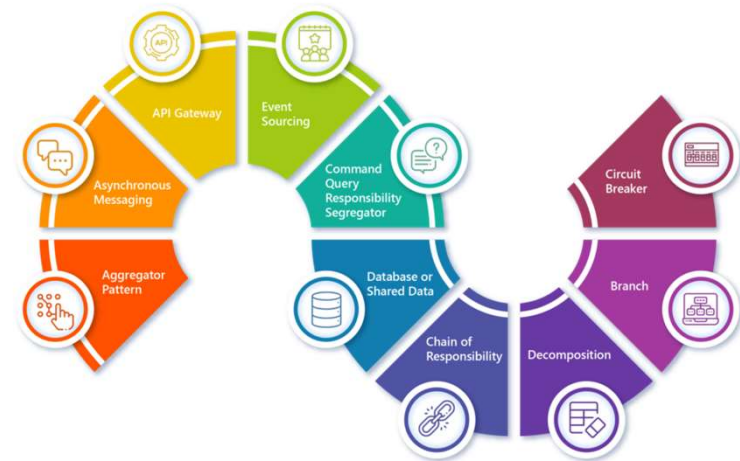 Aggregator
Pattern
Asynchronous
Messaging
API Gateway
API
Event
Sourcing
Command
Query
Responsibility
Segregator
Database or
Shared Data
Chain of
Responsibility
Decomposition
Branch
Circuit
Breaker